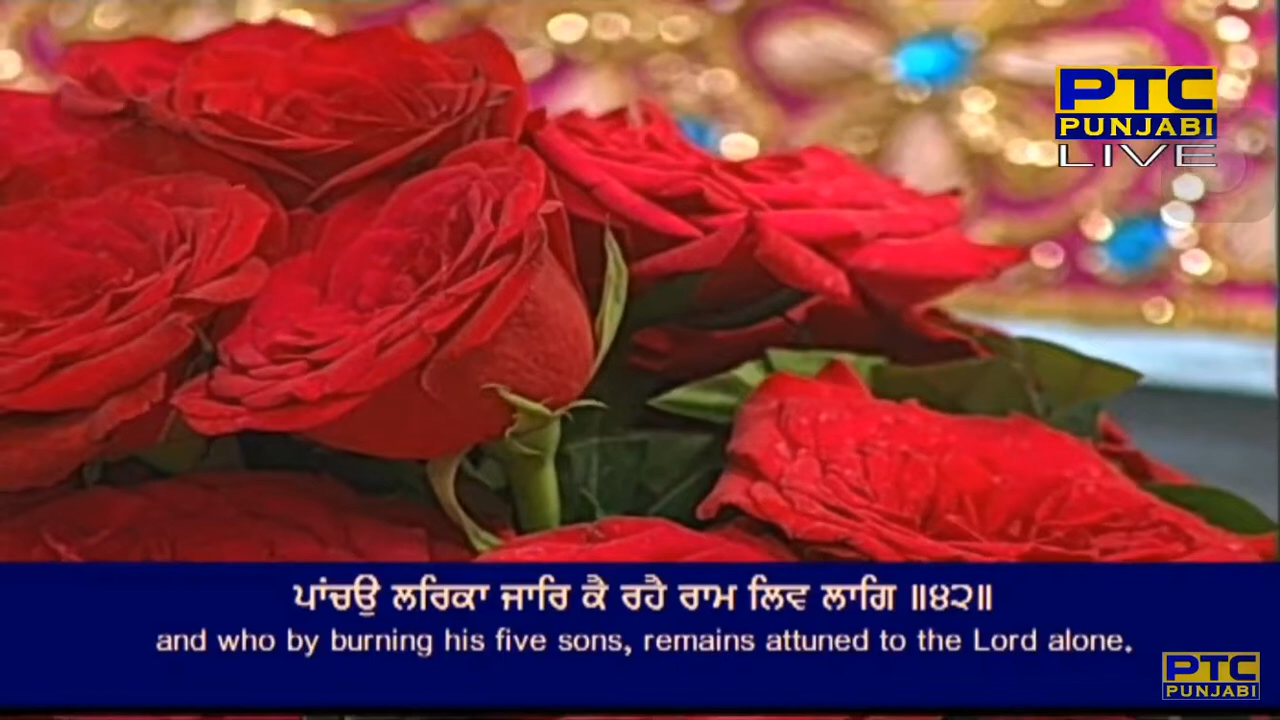 PTC
PUNJABI
LIVE
ਪਾਂਚਉ ਲਰਿਕਾ ਜਾਰਿ ਕੈ ਰਹੈ ਰਾਮ ਲਿਵ ਲਾਗਿ ॥੪੨॥
and who by burning his five sons, remains attuned to the Lord alone.
PTC
PUNJABI